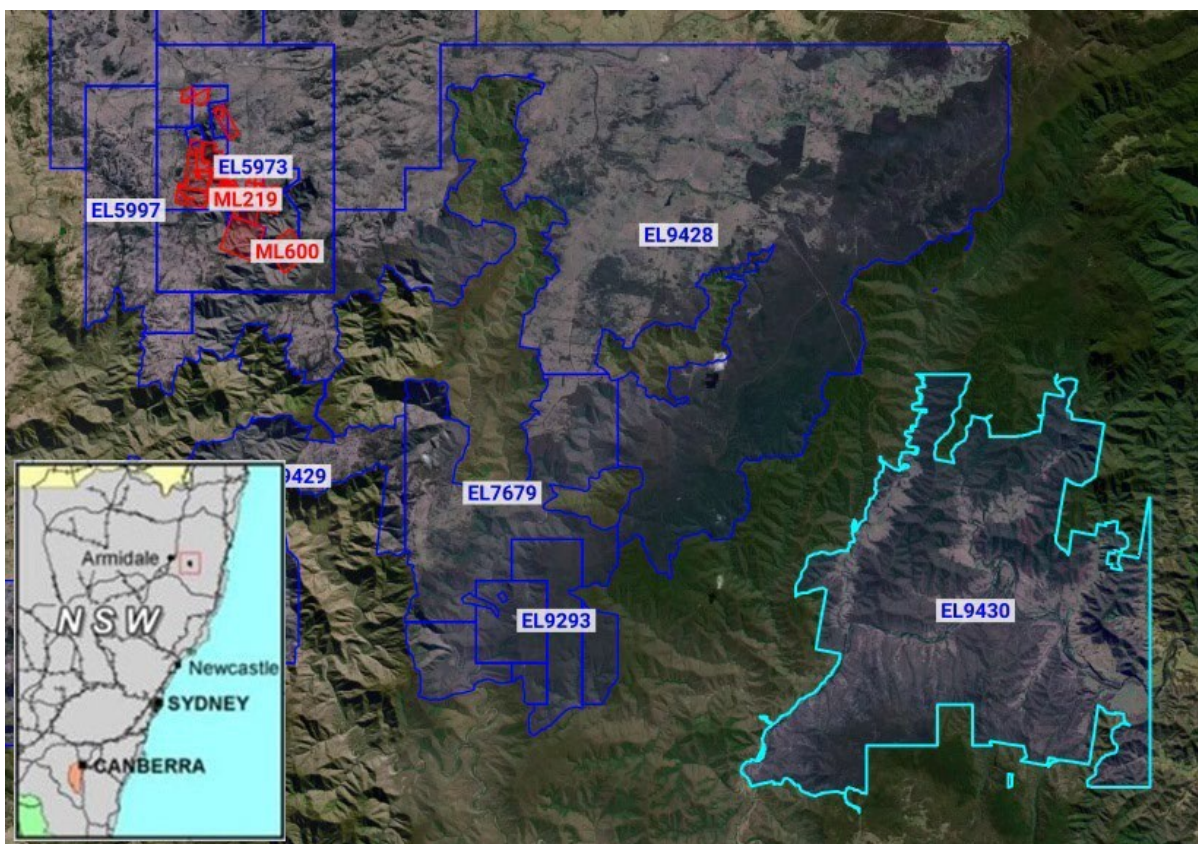 EL5973
ML219
EL5997
ML600
EL9428
9429
EL7679
EL9293
EL9430
Armidale
NSW
Newcastle
SYDNEY
CANBERRA